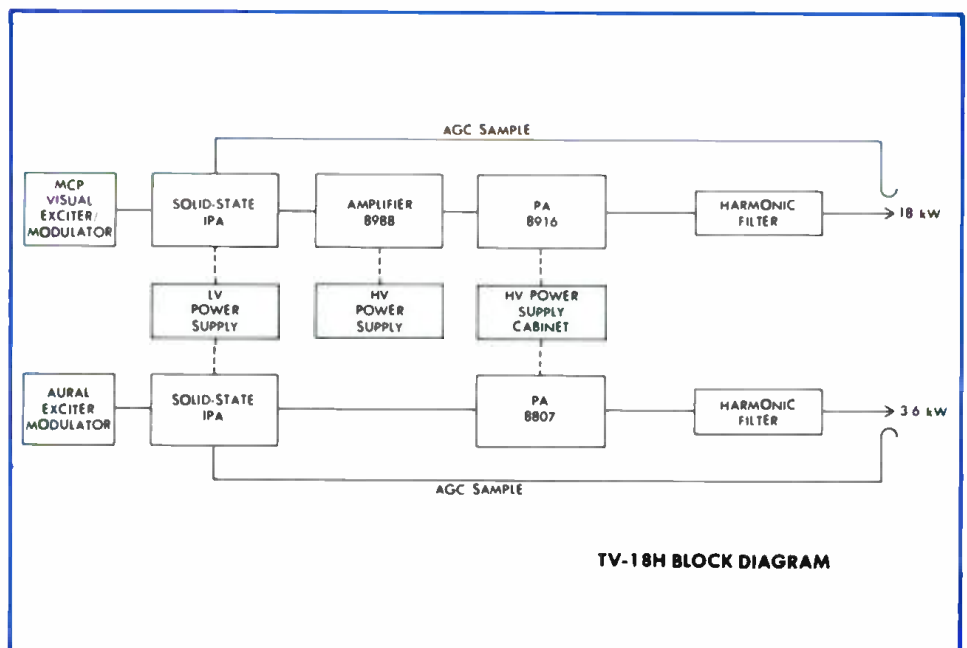 AGC SAMPLE
MCP
VISUAL
EXCITER/
MODULATOR
SOLID-STATE
IPA
AMPLIFIER
8988
PA
8916
HARMONIC
FILTER
18 kW
LV
POWER
SUPPLY
HV
POWER
SUPPLY
HV POWER
SUPPLY
CABINET
AURAL
EXCITER
MODULATOR
SOLID-STATE
IPA
PA
8807
HARMONIC
FILTER
3.6 kW
AGC SAMPLE
TV-18H BLOCK DIAGRAM